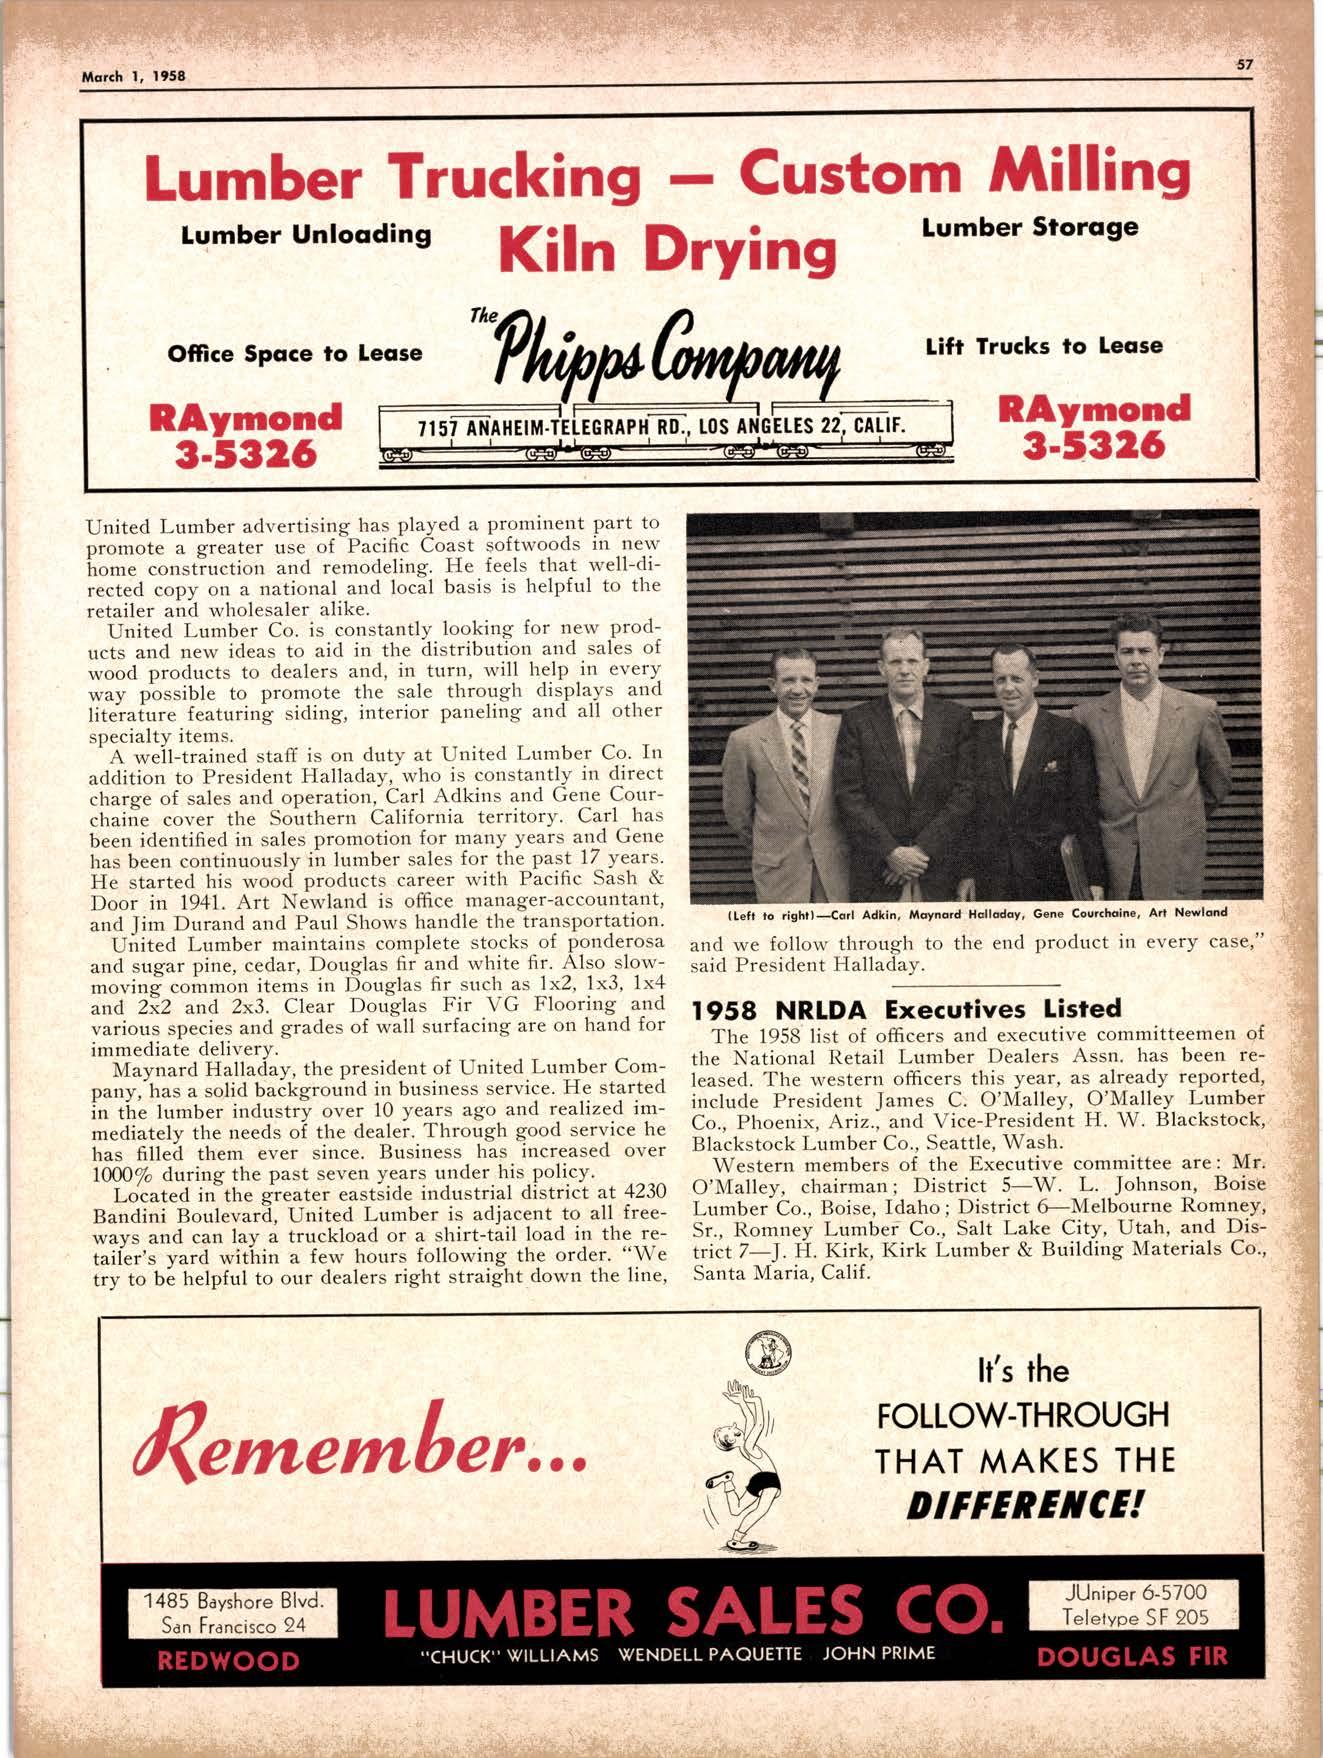 March 1, 1958
57
Lumber Trucking — Custom Milling
Lumber Unloading
Kiln Drying
Lumber Storage
The Phipps Company
Office Space to Lease
Lift Trucks to Lease
RAymond
3-5326
7157 ANAHEIM-TELEGRAPH RD., LOS ANGELES 22, CALIF.
RAymond
3-5326
United Lumber advertising has played a prominent part to
promote a greater use of Pacific Coast softwoods in new
home construction and remodeling. He feels that well-di-
rected copy on a national and local basis is helpful to the
retailer and wholesaler alike.
United Lumber Co. is constantly looking for new prod-
ucts and new ideas to aid in the distribution and sales of
wood products to dealers and, in turn, will help in every
way possible to promote the sale through displays and
literature featuring siding, interior paneling and all other
specialty items.
A well-trained staff is on duty at United Lumber Co. In
addition to President Halladay, who is constantly in direct
charge of sales and operation, Carl Adkins and Gene Cour-
chaine cover the Southern California territory. Carl has
been identified in sales promotion for many years and Gene
has been continuously in lumber sales for the past 17 years.
He started his wood products career with Pacific Sash &
Door in 1941. Art Newland is office manager-accountant,
and Jim Durand and Paul Shows handle the transportation.
United Lumber maintains complete stocks of ponderosa
and sugar pine, cedar, Douglas fir and white fir. Also slow-
moving common items in Douglas fir such as 1x2, 1x3, 1x4
and 2x2 and 2x3. Clear Douglas Fir VG Flooring and
various species and grades of wall surfacing are on hand for
immediate delivery.
Maynard Halladay, the president of United Lumber Com-
pany, has a solid background in business service. He started
in the lumber industry over 10 years ago and realized im-
mediately the needs of the dealer. Through good service he
has filled them ever since. Business has increased over
1000% during the past seven years under his policy.
Located in the greater eastside industrial district at 4230
Bandini Boulevard, United Lumber is adjacent to all free-
ways and can lay a truckload or a shirt-tail load in the re-
tailer's yard within a few hours following the order. "We
try to be helpful to our dealers right straight down the line,
(Left to right)—Carl Adkin, Maynard Halladay, Gene Courchaine, Art Newland
and we follow through to the end product in every case,"
said President Halladay.
1958 NRLDA Executives Listed
The 1958 list of officers and executive committeemen of
the National Retail Lumber Dealers Assn. has been re-
leased. The western officers this year, as already reported,
include President James C. O'Malley, O'Malley Lumber
Co., Phoenix, Ariz., and Vice-President H. W. Blackstock,
Blackstock Lumber Co., Seattle, Wash.
Western members of the Executive committee are: Mr.
O'Malley, chairman; District 5—W. L. Johnson, Boise
Lumber Co., Boise, Idaho; District 6—Melbourne Romney,
Sr., Romney Lumber Co., Salt Lake City, Utah, and Dis-
trict 7—J. H. Kirk, Kirk Lumber & Building Materials Co.,
Santa Maria, Calif.
Remember...
It's the
FOLLOW-THROUGH
THAT MAKES THE
DIFFERENCE!
1485 Bayshore Blvd.
San Francisco 24
REDWOOD
LUMBER SALES CO.
"CHUCK" WILLIAMS WENDELL PAQUETTE JOHN PRIME
JUniper 6-5700
Teletype SF 205
DOUGLAS FIR